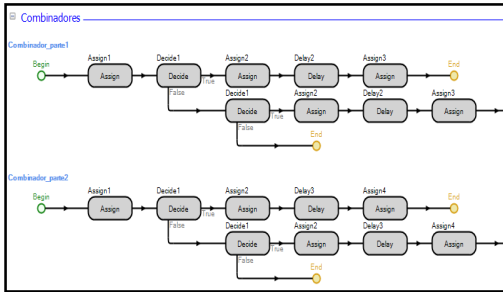 Combinadores
Combinador_parte1
Begin Assign1 Decide1 Assign2 Delay2 Assign3 End
Assign Decide True Assign Delay Assign
False Decide1 Assign2 Delay2 Assign3
Decide True Assign Delay Assign
False End
Combinador_parte2
Begin Assign1 Decide1 Assign2 Delay3 Assign4 End
Assign Decide True Assign Delay Assign
False Decide1 Assign2 Delay3 Assign4
Decide True Assign Delay Assign
False End